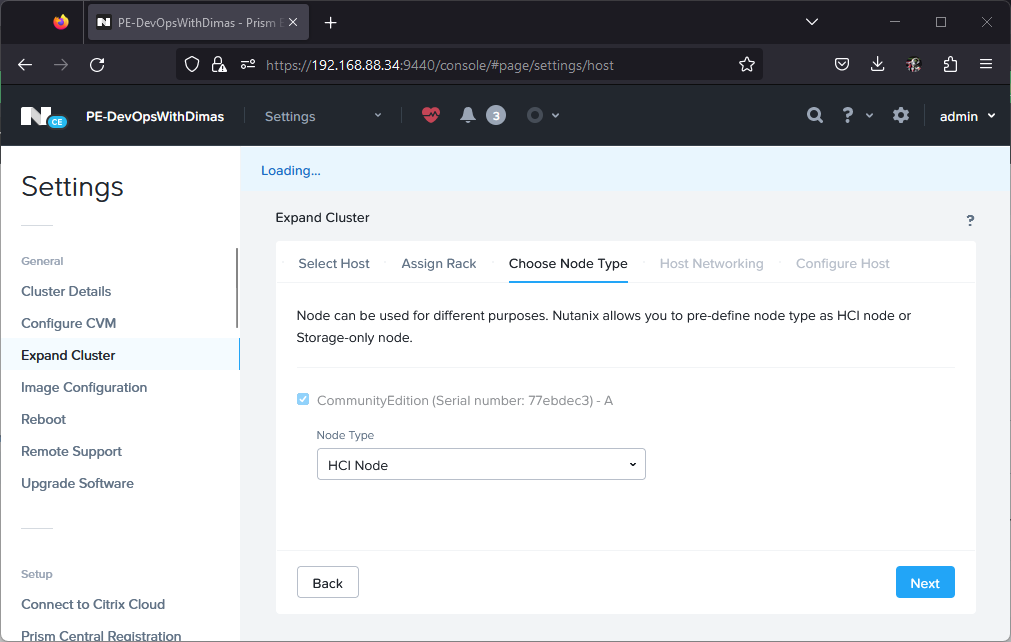 PE-DevOpsWithDimas - Prism E
https://192.168.88.34:9440/console/#page/settings/host
N CE PE-DevOpsWithDimas Settings 3 ? admin
Settings
General
Cluster Details
Configure CVM
Expand Cluster
Image Configuration
Reboot
Remote Support
Upgrade Software
Setup
Connect to Citrix Cloud
Prism Central Registration
Loading...
Expand Cluster ?
Select Host Assign Rack Choose Node Type Host Networking Configure Host
Node can be used for different purposes. Nutanix allows you to pre-define node type as HCI node or
Storage-only node.
CommunityEdition (Serial number: 77ebdec3) - A
Node Type
HCI Node
Back Next